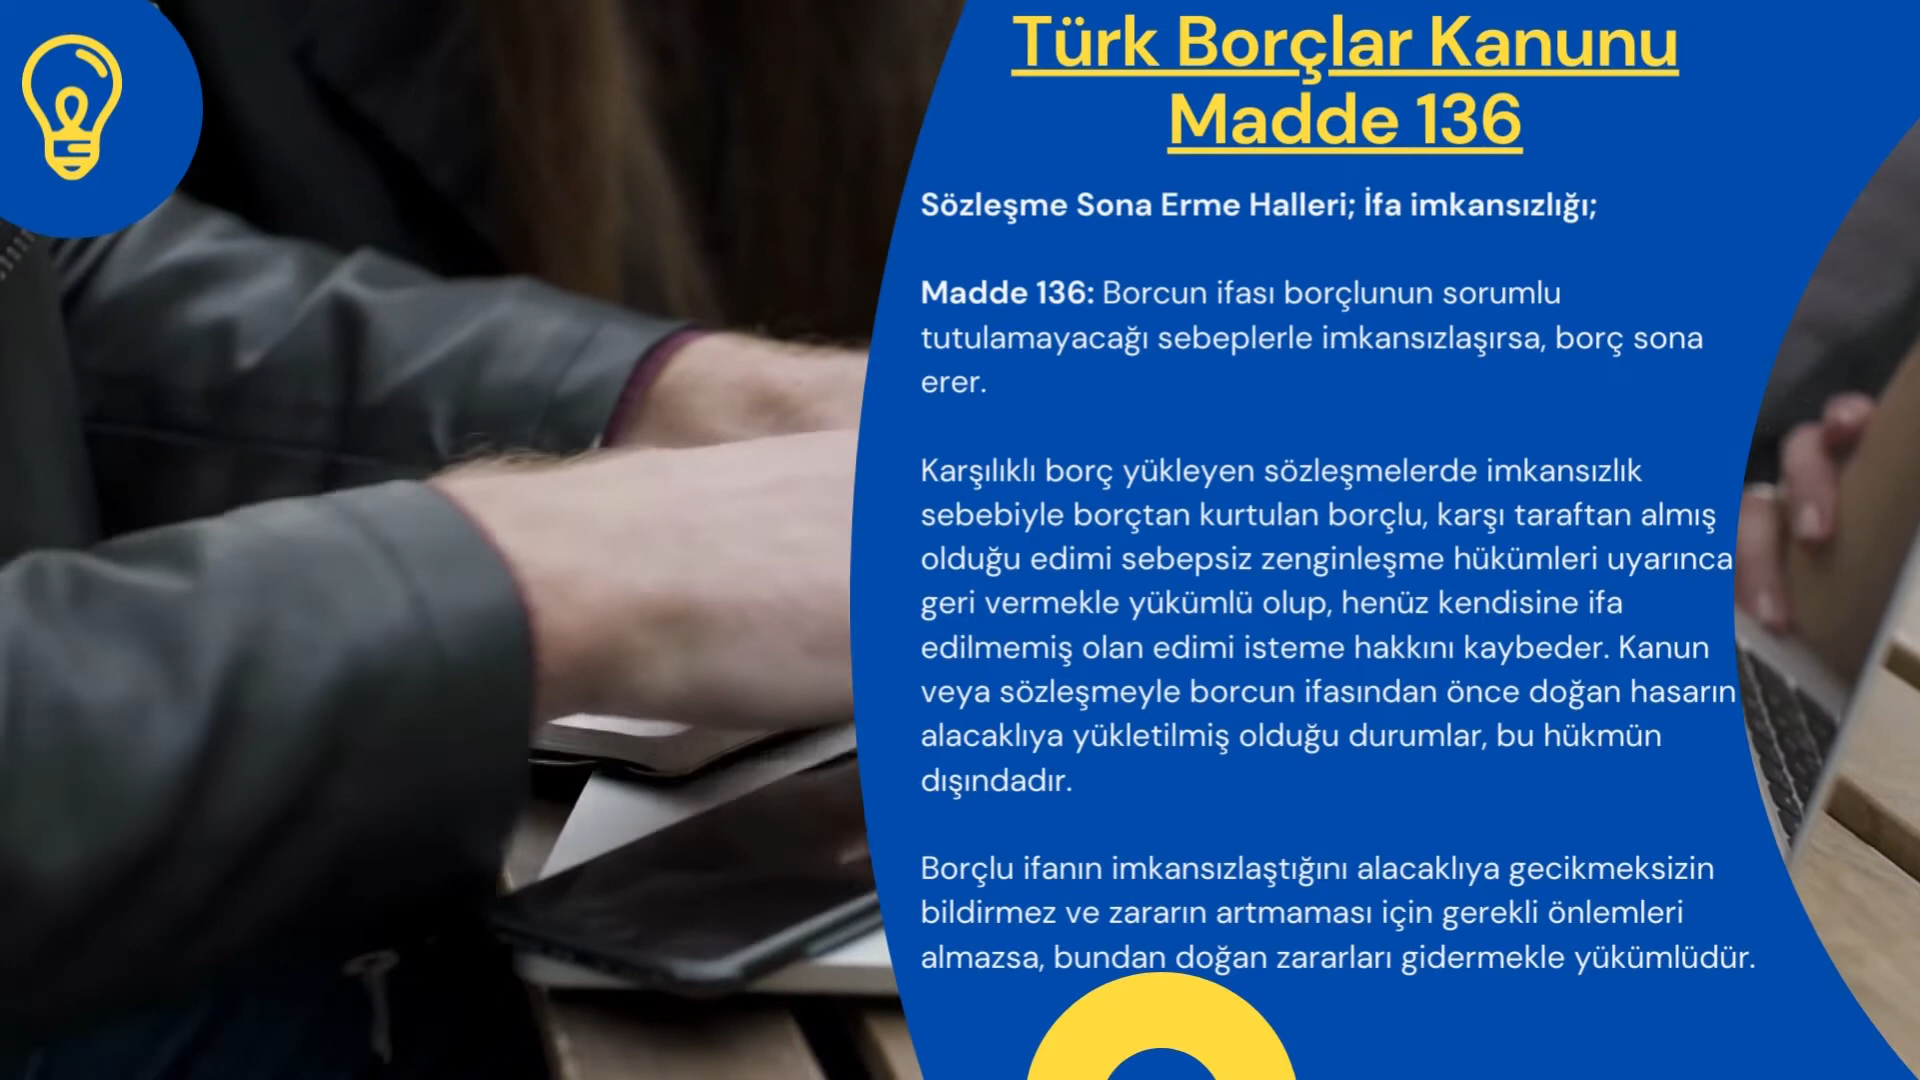 Türk Borçlar Kanunu
Madde 136
Sözleşme Sona Erme Halleri; İfa imkansızlığı;
Madde 136: Borcun ifası borçlunun sorumlu
tutulamayacağı sebeplerle imkansızlaşırsa, borç sona
erer.
Karşılıklı borç yükleyen sözleşmelerde imkansızlık
sebebiyle borçtan kurtulan borçlu, karşı taraftan almış
olduğu edimi sebepsiz zenginleşme hükümleri uyarınca
geri vermekle yükümlü olup, henüz kendisine ifa
edilmemiş olan edimi isteme hakkını kaybeder. Kanun
veya sözleşmeyle borcun ifasından önce doğan hasarın
alacaklıya yükletilmiş olduğu durumlar, bu hükmün
dışındadır.
Borçlu ifanın imkansızlaştığını alacaklıya gecikmeksizin
bildirmez ve zararın artmaması için gerekli önlemleri
almazsa, bundan doğan zararları gidermekle yükümlüdür.